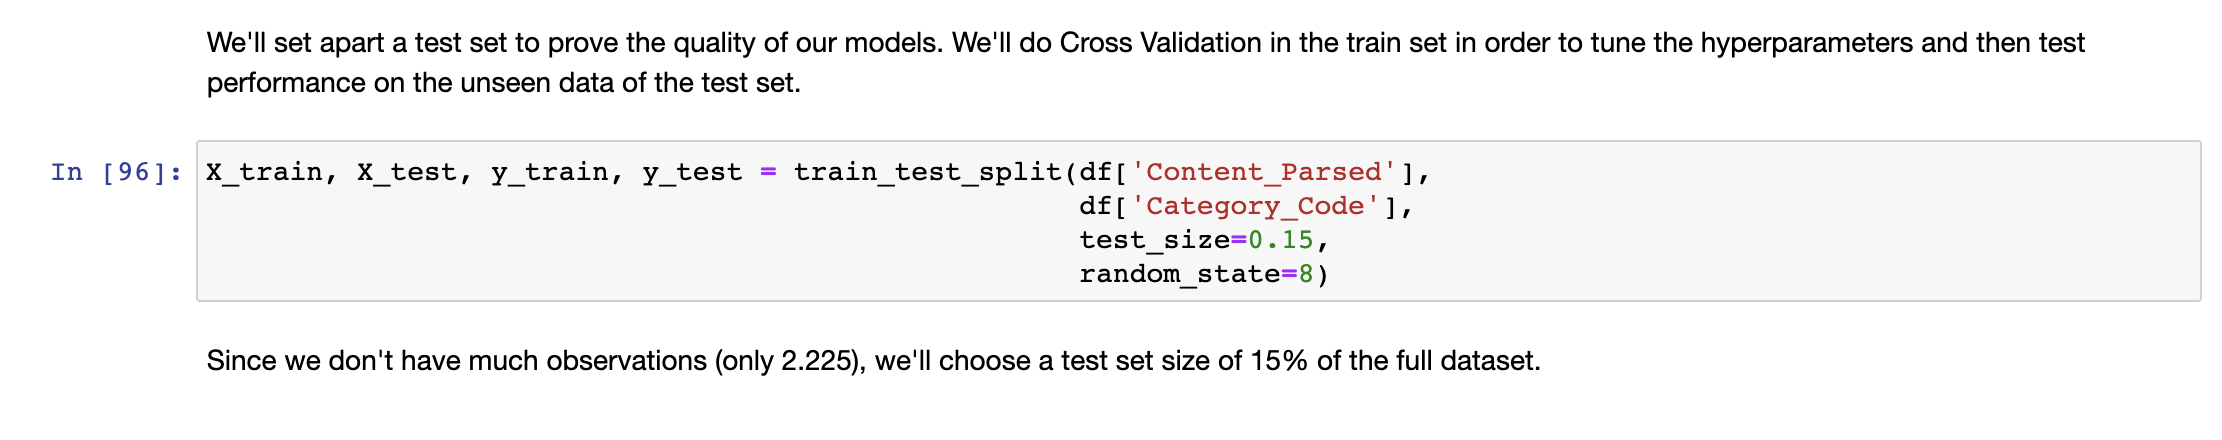 We'll set apart a test set to prove the quality of our models. We'll do Cross Validation in the train set in order to tune the hyperparameters and then test
performance on the unseen data of the test set.
In [96]: X_train, X_test, y_train, y_test = train_test_split(df['Content_Parsed'],
df['Category_Code'],
test_size=0.15,
random_state=8)
Since we don't have much observations (only 2.225), we'll choose a test set size of 15% of the full dataset.